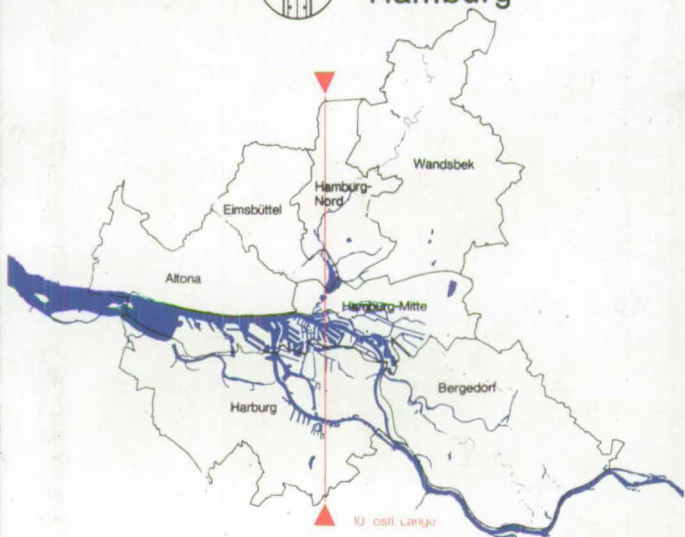 Hamburg
Wandsbek
Hamburg-
Nord
Eimsbüttel
Altona
Hamburg-Mitte
Bergedorf
Harburg
10° östl. Länge